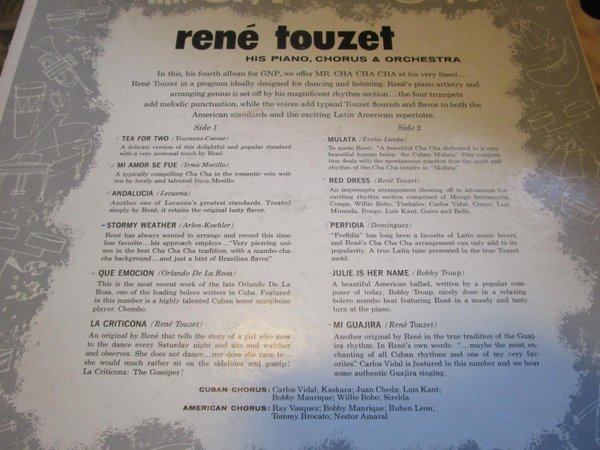 rené touzet
HIS PIANO, CHORUS & ORCHESTRA
In this, his fourth album for GNP, we offer MR. CHA CHA CHA at his very finest...
René Touzet in a program ideally designed for dancing and listening. René's piano artistry and
arranging genius is set off by his magnificent rhythm section...the four trumpets
add melodic punctuation, while the voices add typical Touzet flourish and flavor to both the
American standards and the exciting Latin American repertoire.
Side 1
TEA FOR TWO (Youmans-Caesar)
A delicate version of this delightful and popular standard
with a very personal touch by René.
MI AMOR SE FUE (Irma Morillo)
A typically compelling Cha Cha in the romantic vein writ-
ten by lovely and talented Irma Morillo.
ANDALUCIA (Lecuona)
Another one of Lecuona's greatest standards. Treated
simply by René, it retains the original lusty flavor.
STORMY WEATHER (Arlen-Koehler)
René has always wanted to arrange and record this time-
less favorite...his approach employs..."Very piercing uni-
son in the best Cha Cha Cha tradition, with a mambo-cha-
cha background...and just a hint of Brazilian flavor."
QUE EMOCION (Orlando De La Rosa)
This is the most recent work of the late Orlando De La
Rosa, one of the leading bolero writers in Cuba. Featured
in this number is a highly talented Cuban tenor saxophone
player, Chombo.
LA CRITICONA (René Touzet)
An original by René that tells the story of a girl who goes
to the dance every Saturday night and sits and watches
and observes. She does not dance...nor does she care to...
she would much rather sit on the sidelines and gossip!
La Criticona: The Gossiper!
Side 2
MULATA (Evelio Landa)
To quote René; "A beautiful Cha Cha dedicated to a very
beautiful human being; the Cuban Mulata." This composi-
tion deals with the spontaneous reaction that the spirit and
rhythm of the Cha Cha inspire in "Mulata."
RED DRESS (René Touzet)
An impromptu arrangement showing off to advantage the
exciting rhythm section comprised of Mongo Santamaria,
Conga; Willie Bobo, Timbales; Carlos Vidal, Congo; Luis
Miranda, Bongo; Luis Kant, Guiro and Bells.
PERFIDIA (Dominguez)
"Perfidia" has long been a favorite of Latin music lovers,
and René's Cha Cha Cha arrangement can only add to its
popularity. A true Latin tune presented in the true Touzet
mold.
JULIE IS HER NAME (Bobby Troup)
A beautiful American ballad, written by a popular com-
poser of today, Bobby Troup, nicely done in a relaxing
bolero mambo beat featuring René in a moody and tasty
turn at the piano.
MI GUAJIRA (René Touzet)
Another original by René in the true tradition of the Guaj-
ira rhythm. In René's own words: "...maybe the most en-
chanting of all Cuban rhythms and one of my very fav-
orites." Carlos Vidal is featured in this number and we hear
some authentic Guajira singing.
CUBAN CHORUS: Carlos Vidal; Kaskara; Juan Cheda; Luis Kant;
Bobby Manrique; Willie Bobo; Sirelda
AMERICAN CHORUS: Ray Vasquez; Bobby Manrique; Ruben Leon;
Tommy Brocato; Nestor Amaral